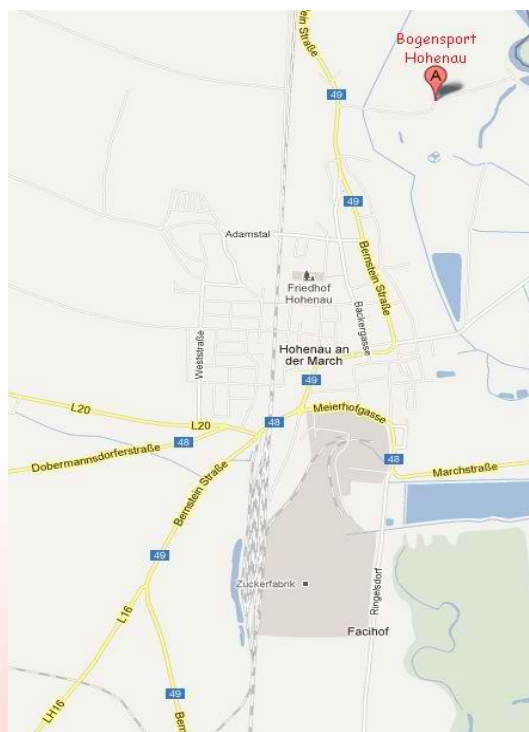 Bogensport
Hohenau
A
Bernstein Straße
49
49
49
Adamstal
Friedhof
Hohenau
Bernstein Straße
Bäckergasse
Weststraße
Hohenau an
der March
49
Meierhofgasse
L20
L20
48
48
Dobermannsdorferstraße
Bernstein Straße
48
Marchstraße
49
Zuckerfabrik
Ringelsdorf
L16
Facihof
49
LH16